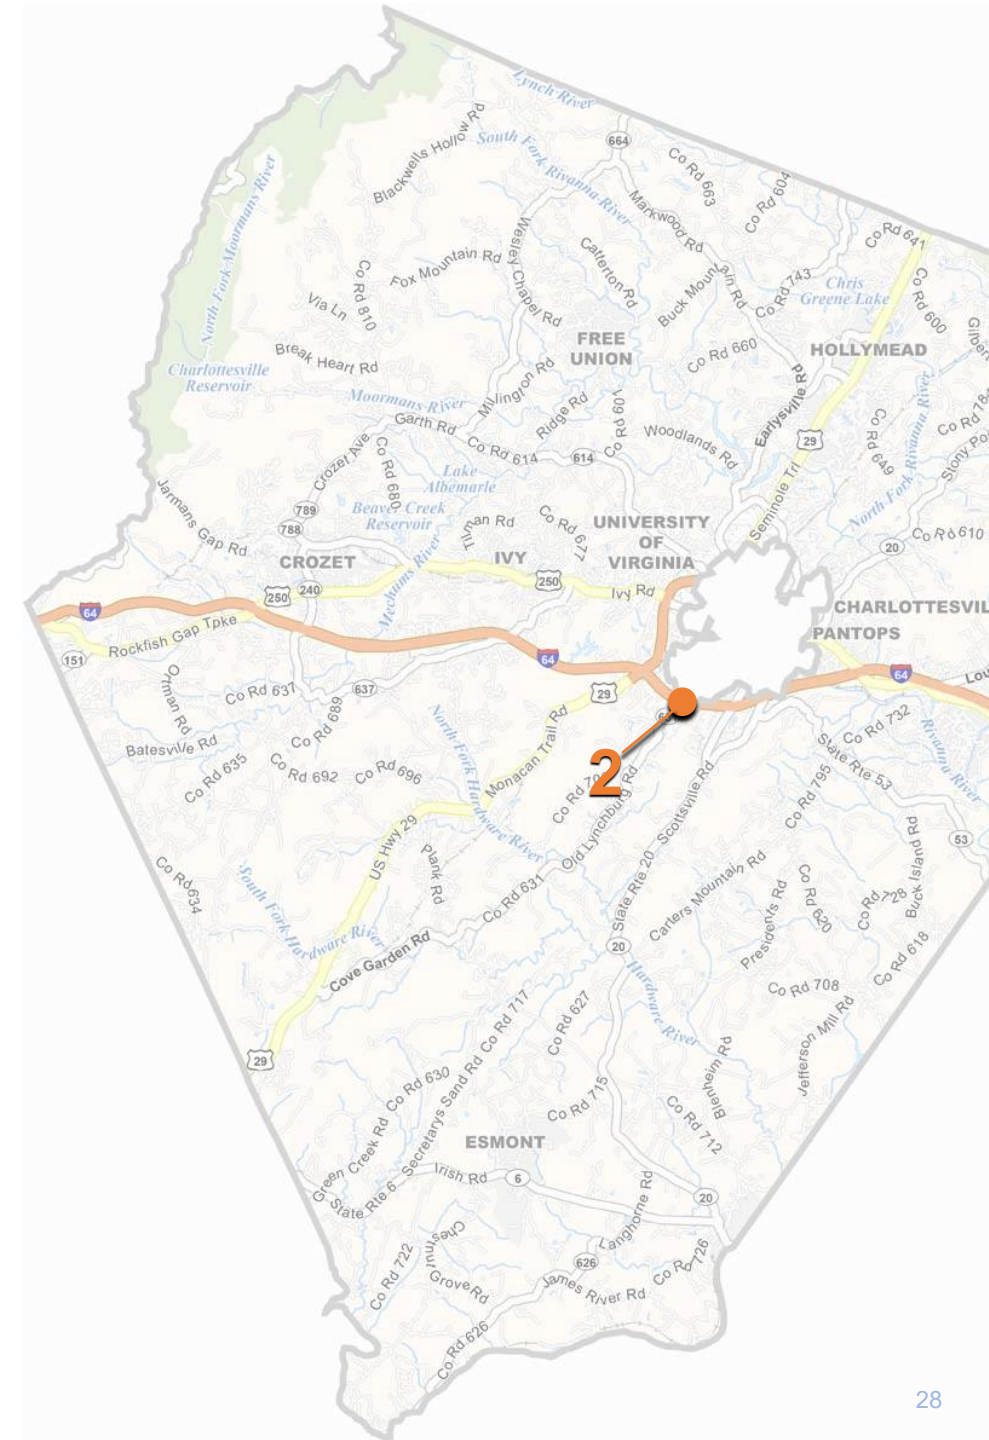 Lynch River
664
South Fork Rivanna River
Blackwells Hollow Rd
Co Rd 663
Co Rd 604
Markwood Rd
Co Rd 641
North Fork Moormans River
Wesley Chapel Rd
Fox Mountain Rd
Catterton Rd
Co Rd 810
Buck Mountain Rd
Co Rd 743
Chris
Greene Lake
Co Rd 600
Via Ln
FREE
UNION
Break Heart Rd
Co Rd 660
HOLLYMEAD
Charlottesville
Reservoir
Millington Rd
Earlysville Rd
Moormans River
Ridge Rd
Co Rd 601
Garth Rd
Co Rd 614
614
Woodlands Rd
29
Co Rd 649
North Fork Rivanna River
Crozet Ave
Co Rd 680
Lake
Albemarle
Seminole Trl
Jarmans Gap Rd
789
Beaver Creek
Reservoir
Tilman Rd
Co Rd 677
UNIVERSITY
OF
VIRGINIA
788
20
Co Rd 610
CROZET
IVY
Mechums River
250
240
250
Ivy Rd
64
CHARLOTTESVIL
PANTOPS
Rockfish Gap Tpke
151
64
64
Lou
Ortman Rd
Co Rd 637
637
29
Co Rd 689
North Fork Hardware River
Monacan Trail Rd
Co Rd 732
Rivanna River
Batesville Rd
Co Rd 635
Co Rd 692
Co Rd 696
2
State Rte 53
Co Rd 795
Old Lynchburg Rd
Scottsville Rd
53
US Hwy 29
Plank Rd
Buck Island Rd
Co Rd 634
Co Rd 631
State Rte 20
Carters Mountain Rd
Presidents Rd
Co Rd 620
Co Rd 728
South Fork Hardware River
Cove Garden Rd
20
Co Rd 618
Hardware River
Co Rd 708
Co Rd 717
Co Rd 627
Jefferson Mill Rd
29
Blenheim Rd
Co Rd 630
Secretarys Sand Rd
Co Rd 715
Co Rd 712
Green Creek Rd
ESMONT
Irish Rd
6
State Rte 6
20
Langhorne Rd
Chestnut Grove Rd
Co Rd 722
626
Co Rd 726
James River Rd
Co Rd 626
28